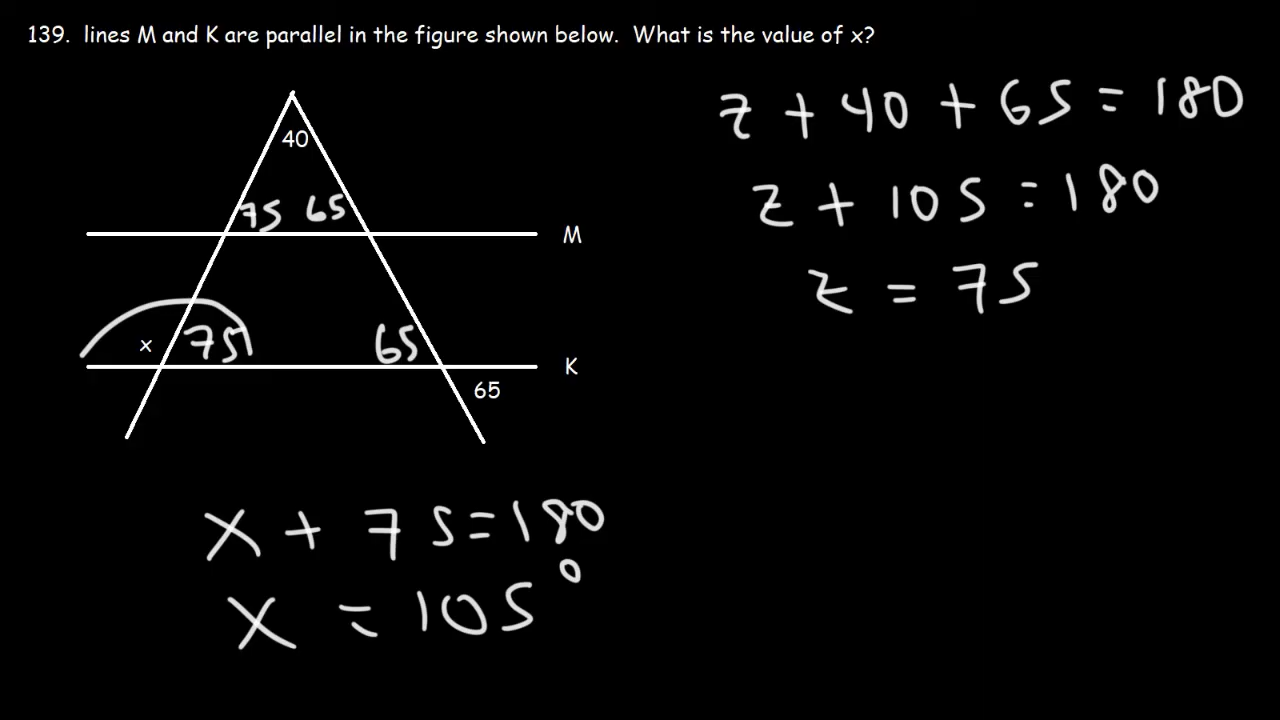 139. lines M and K are parallel in the figure shown below. What is the value of x?
z + 40 + 65 = 180
z + 105 = 180
z = 75
40
75 65
M
x 75 65
K
65
x + 75 = 180
x = 105°